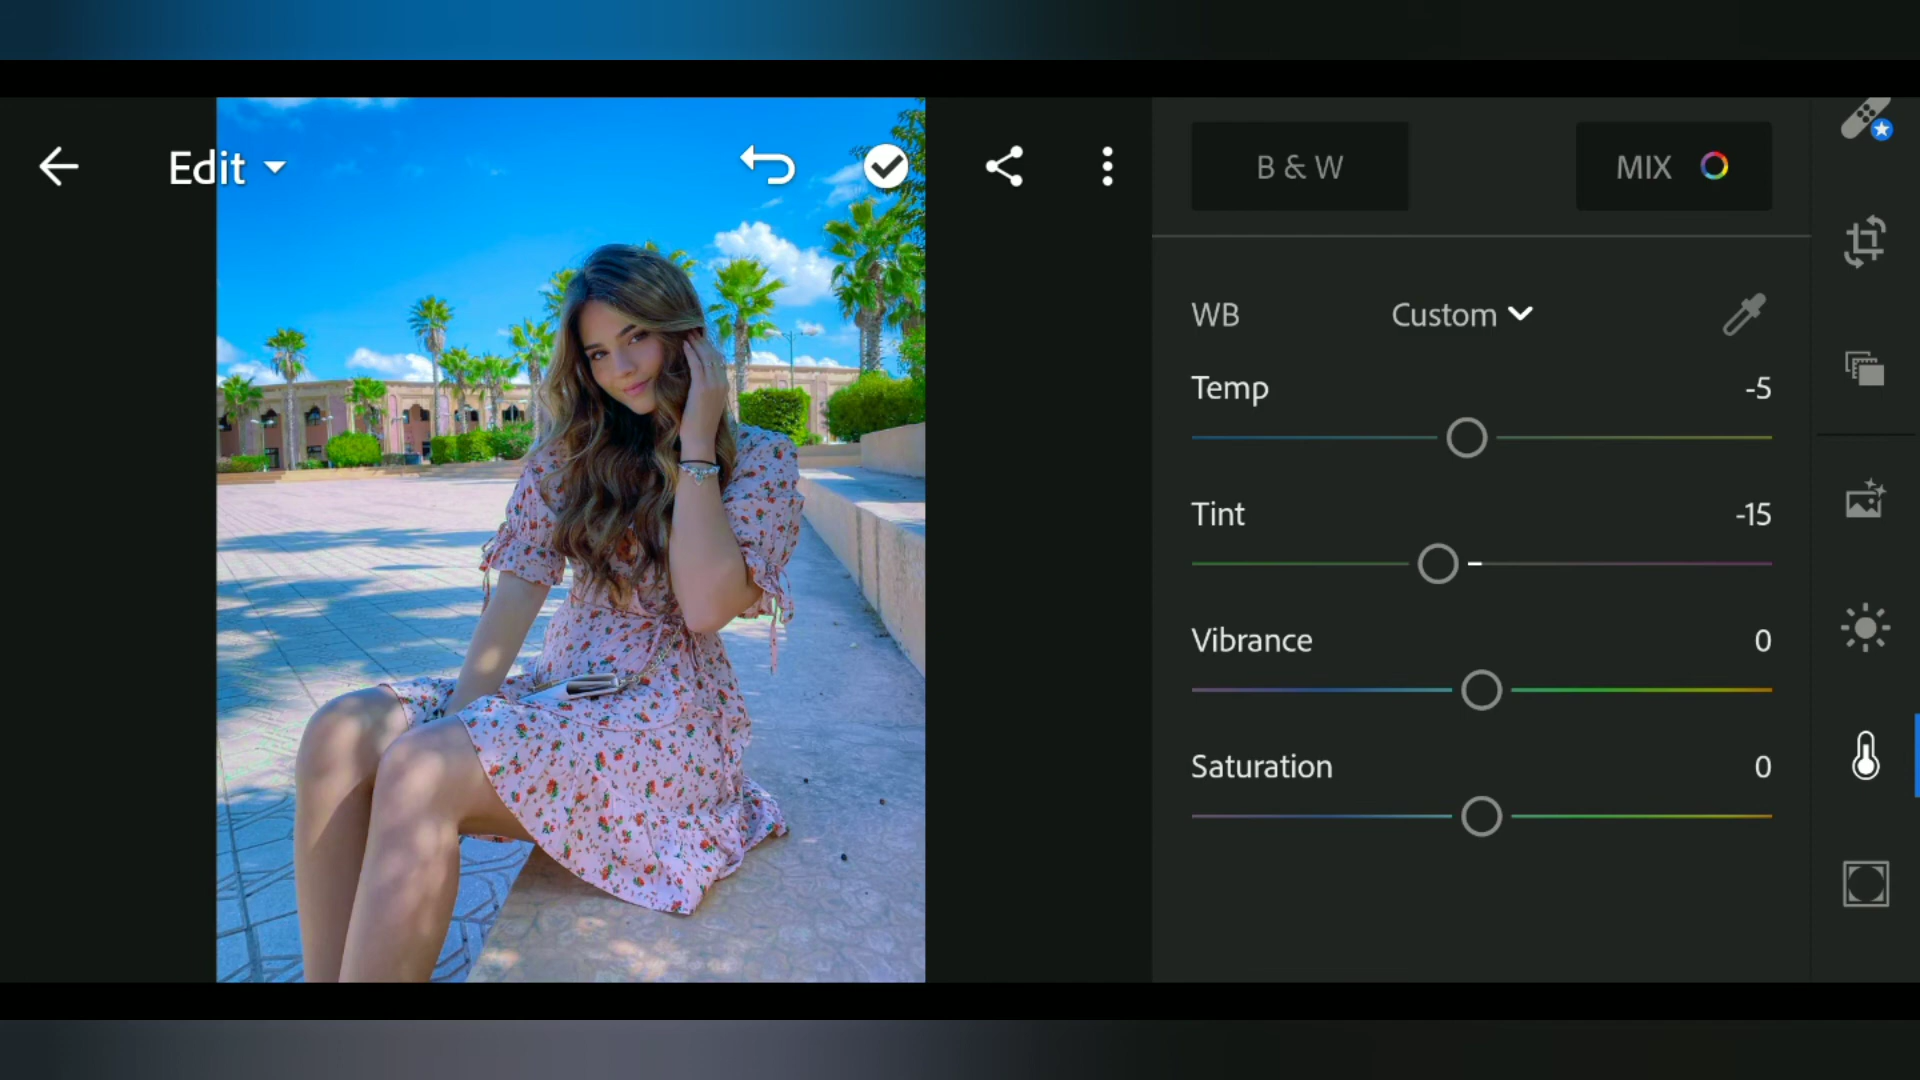 Edit
B & W
MIX
WB
Custom
Temp
-5
Tint
-15
Vibrance
0
Saturation
0